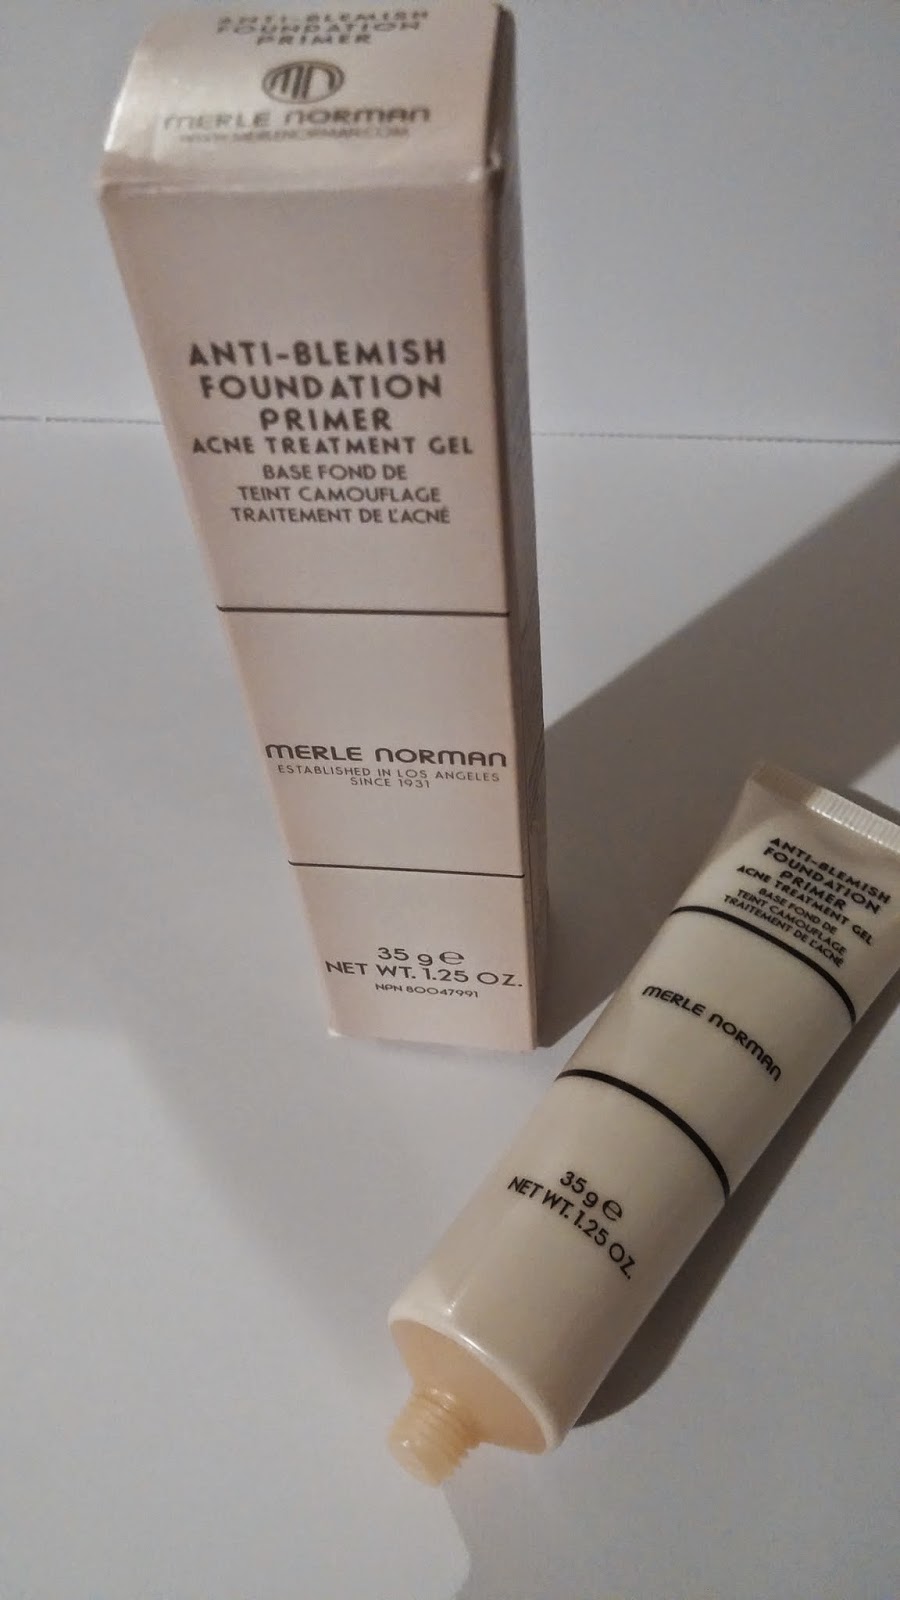 ANTI-BLEMISH
FOUNDATION
PRIMER
MN
MERLE NORMAN
WWW.MERLENORMAN.COM
ANTI-BLEMISH
FOUNDATION
PRIMER
ACNE TREATMENT GEL
BASE FOND DE
TEINT CAMOUFLAGE
TRAITEMENT DE L'ACNÉ
MERLE NORMAN
ESTABLISHED IN LOS ANGELES
SINCE 1931
35 g ℮
NET WT. 1.25 OZ.
NPN 80047991
ANTI-BLEMISH
FOUNDATION
PRIMER
ACNE TREATMENT GEL
BASE FOND DE
TEINT CAMOUFLAGE
TRAITEMENT DE L'ACNÉ
MERLE NORMAN
35 g ℮
NET WT. 1.25 OZ.